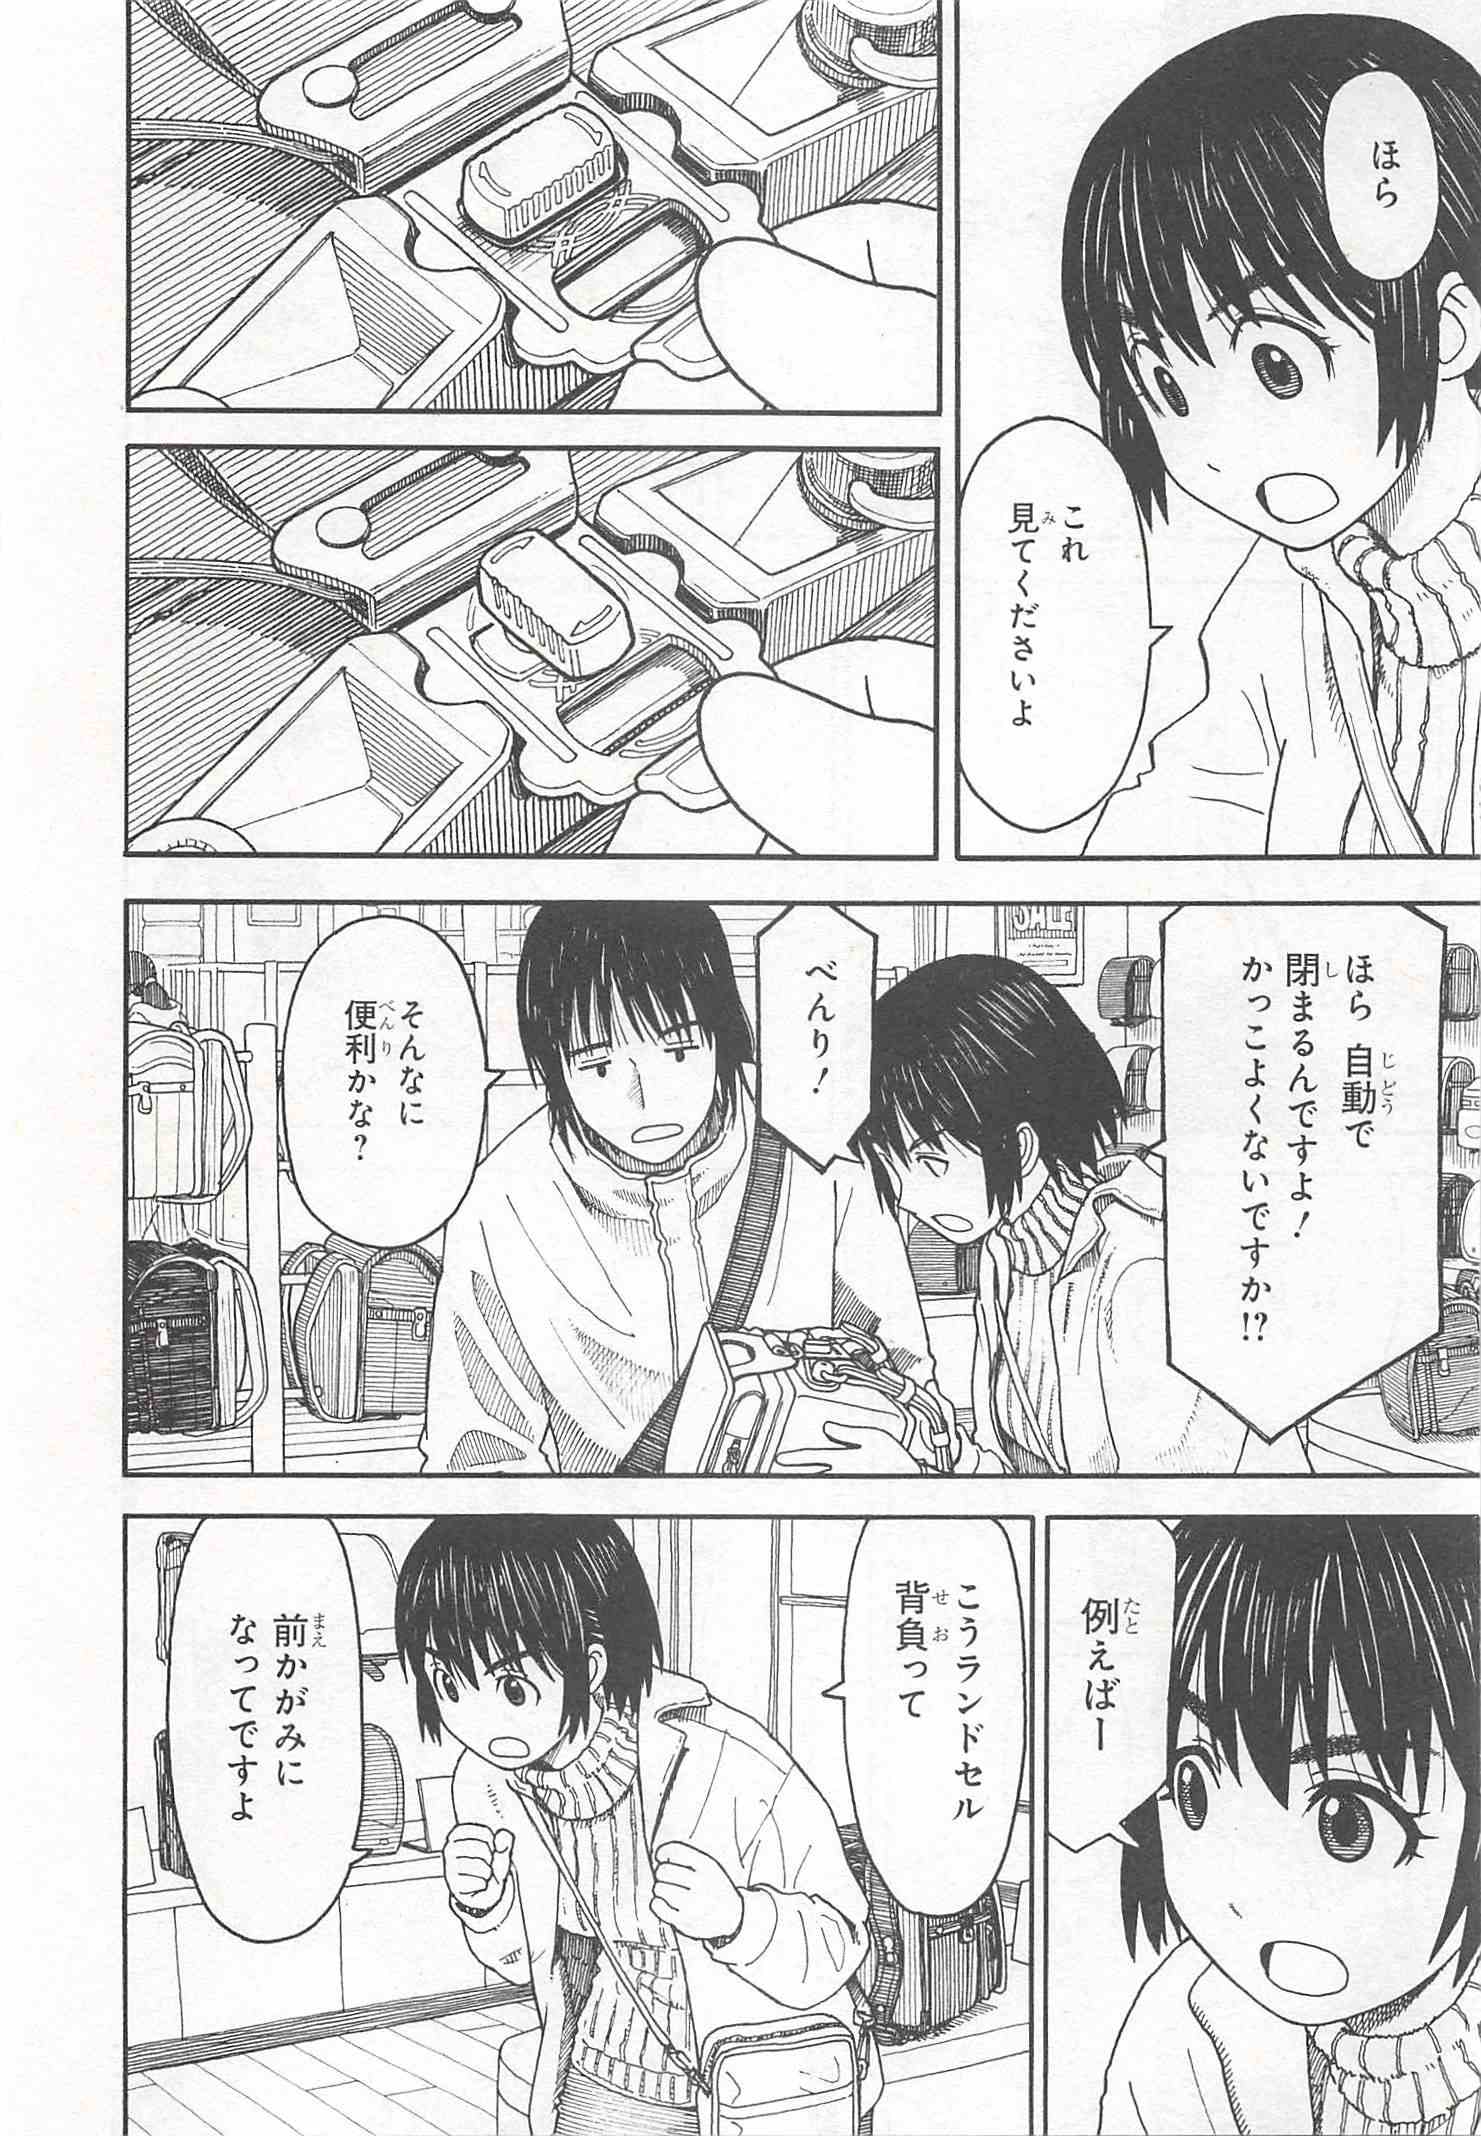 ほら
これ
見てくださいよ
ほら 自動で
閉まるんですよ！
かっこよくないですか!?
べんり！
そんなに
便利かな？
SALE
例えばー
こうランドセル
背負って
前かがみに
なってですよ